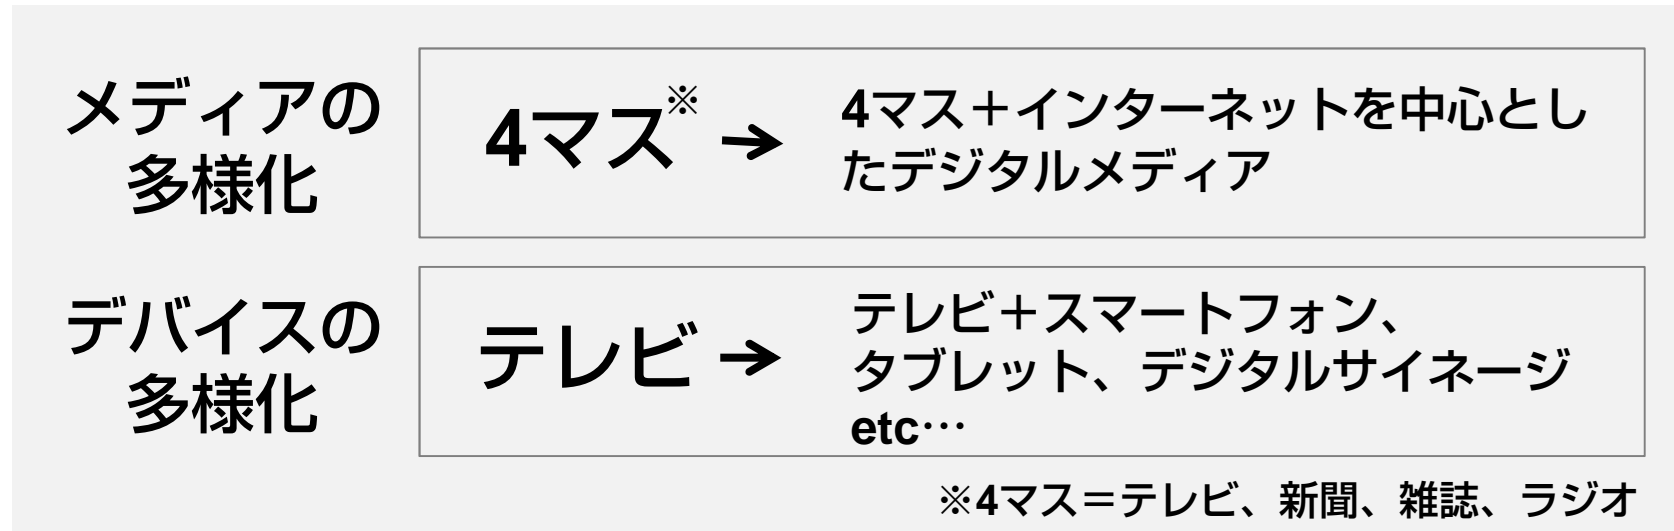 メディアの
多様化
4マス※ → 4マス＋インターネットを中心とし
たデジタルメディア
デバイスの
多様化
テレビ → テレビ＋スマートフォン、
タブレット、デジタルサイネージ
etc…
※4マス＝テレビ、新聞、雑誌、ラジオ